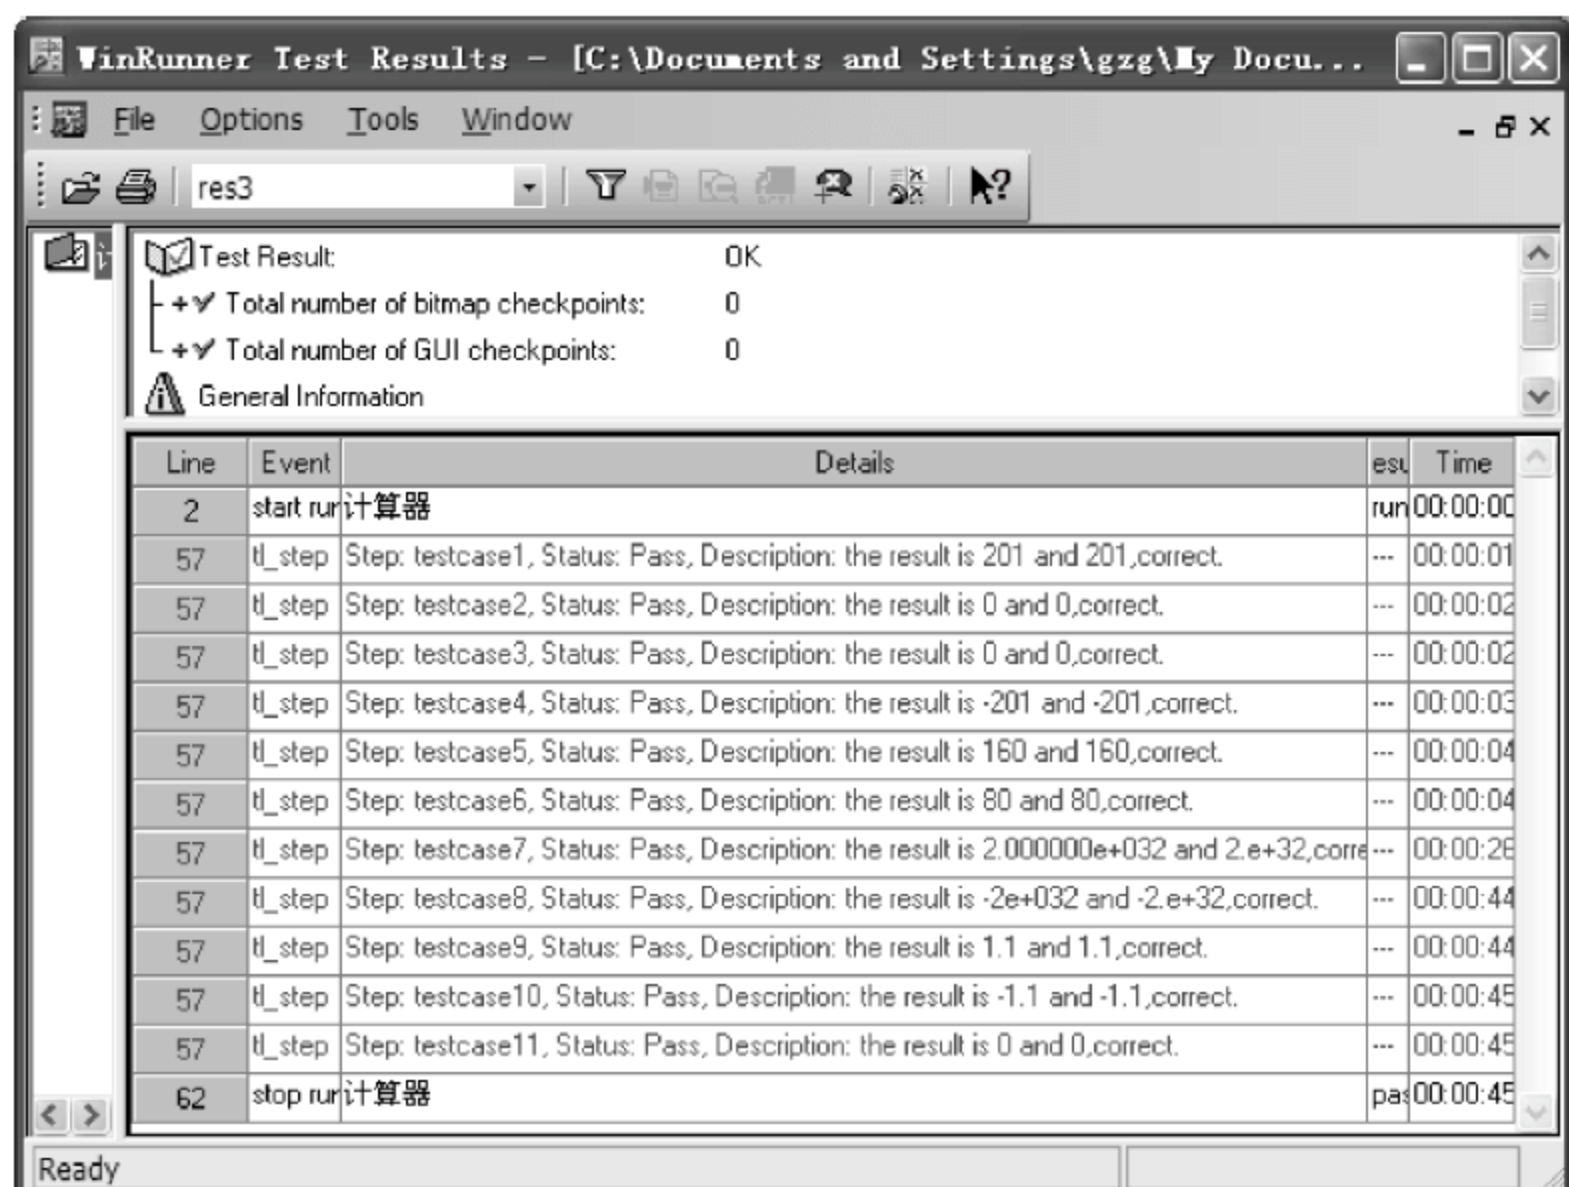 WinRunner Test Results - [C:\Documents and Settings\gzg\My Docu...
File Options Tools Window
res3
Test Result: OK
Total number of bitmap checkpoints: 0
Total number of GUI checkpoints: 0
General Information
Line Event Details esu Time
2 start rur 计算器 run 00:00:00
57 tl_step Step: testcase1, Status: Pass, Description: the result is 201 and 201,correct. --- 00:00:01
57 tl_step Step: testcase2, Status: Pass, Description: the result is 0 and 0,correct. --- 00:00:02
57 tl_step Step: testcase3, Status: Pass, Description: the result is 0 and 0,correct. --- 00:00:02
57 tl_step Step: testcase4, Status: Pass, Description: the result is -201 and -201,correct. --- 00:00:03
57 tl_step Step: testcase5, Status: Pass, Description: the result is 160 and 160,correct. --- 00:00:04
57 tl_step Step: testcase6, Status: Pass, Description: the result is 80 and 80,correct. --- 00:00:04
57 tl_step Step: testcase7, Status: Pass, Description: the result is 2.000000e+032 and 2.e+32,corre --- 00:00:26
57 tl_step Step: testcase8, Status: Pass, Description: the result is -2e+032 and -2.e+32,correct. --- 00:00:44
57 tl_step Step: testcase9, Status: Pass, Description: the result is 1.1 and 1.1,correct. --- 00:00:44
57 tl_step Step: testcase10, Status: Pass, Description: the result is -1.1 and -1.1,correct. --- 00:00:45
57 tl_step Step: testcase11, Status: Pass, Description: the result is 0 and 0,correct. --- 00:00:45
62 stop rur 计算器 pas 00:00:45
Ready